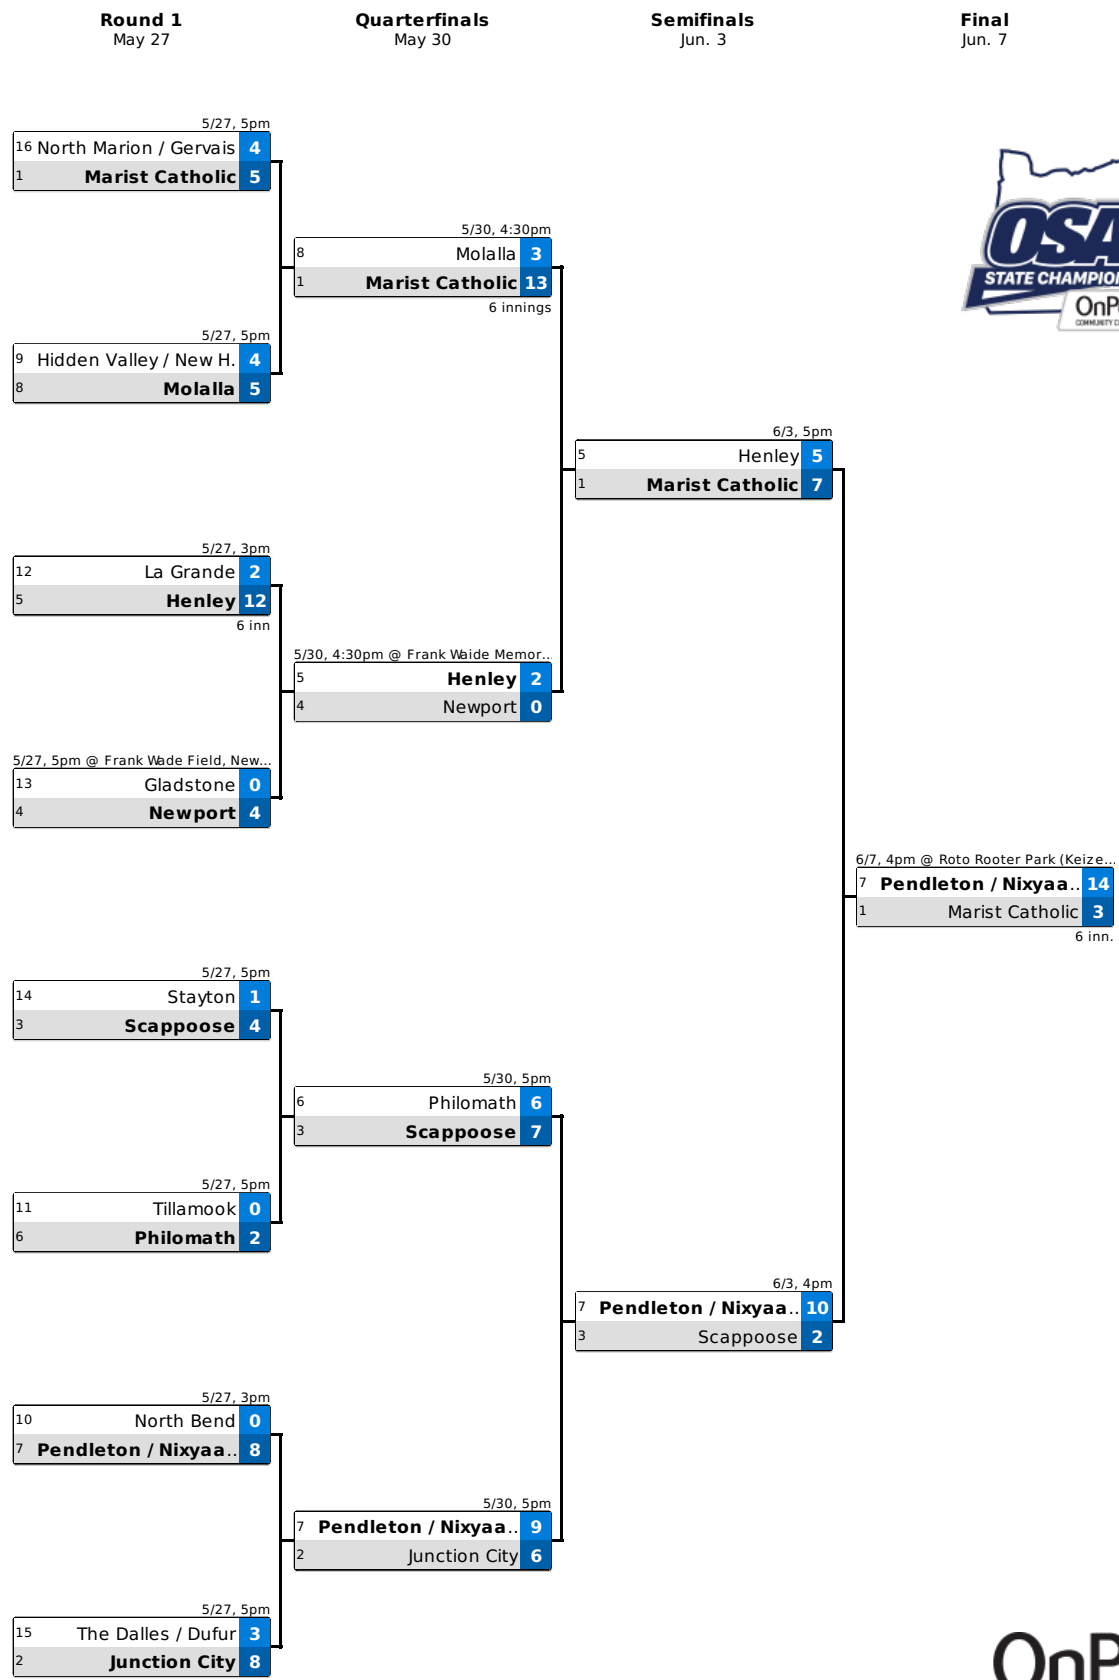 Round 1
May 27
Quarterfinals
May 30
Semifinals
Jun. 3
Final
Jun. 7
5/27, 5pm
16 North Marion / Gervais 4
1 Marist Catholic 5
5/30, 4:30pm
8 Molalla 3
1 Marist Catholic 13
6 innings
5/27, 5pm
9 Hidden Valley / New H. 4
8 Molalla 5
6/3, 5pm
5 Henley 5
1 Marist Catholic 7
5/27, 3pm
12 La Grande 2
5 Henley 12
6 inn
5/30, 4:30pm @ Frank Waide Memor..
5 Henley 2
4 Newport 0
5/27, 5pm @ Frank Wade Field, New...
13 Gladstone 0
4 Newport 4
6/7, 4pm @ Roto Rooter Park (Keize...
7 Pendleton / Nixyaa.. 14
1 Marist Catholic 3
6 inn.
5/27, 5pm
14 Stayton 1
3 Scappoose 4
5/30, 5pm
6 Philomath 6
3 Scappoose 7
5/27, 5pm
11 Tillamook 0
6 Philomath 2
6/3, 4pm
7 Pendleton / Nixyaa.. 10
3 Scappoose 2
5/27, 3pm
10 North Bend 0
7 Pendleton / Nixyaa.. 8
5/30, 5pm
7 Pendleton / Nixyaa.. 9
2 Junction City 6
5/27, 5pm
15 The Dalles / Dufur 3
2 Junction City 8
OSA
STATE CHAMPIO
OnP
COMMUNITY C
OnP